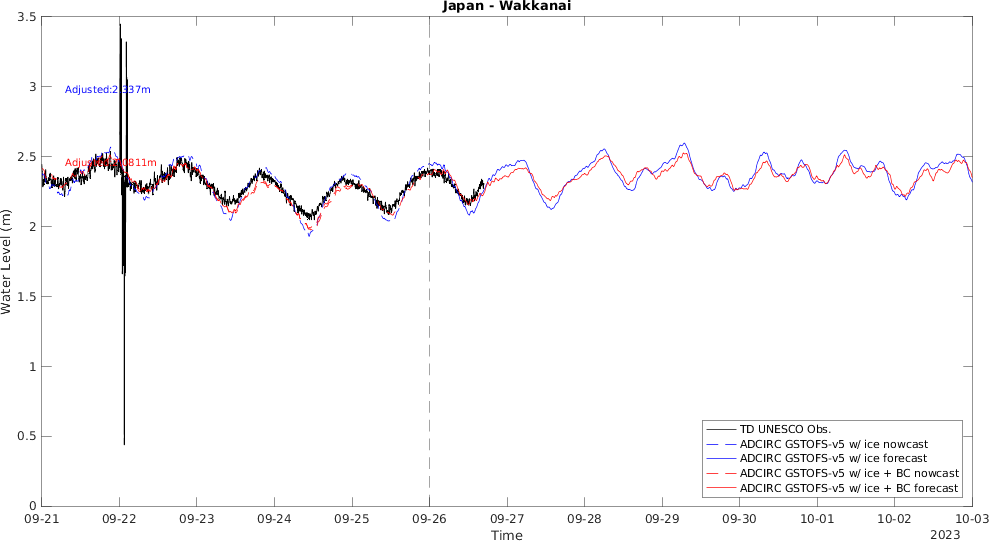 Japan - Wakkanai
3.5
3
2.5
2
1.5
1
0.5
0
Water Level (m)
Adjusted:2.337m
09-21
09-22
09-23
09-24
09-25
09-26
09-27
09-28
09-29
09-30
10-01
10-02
10-03
Time
2023
TD UNESCO Obs.
ADCIRC GSTOFS-v5 w/ ice nowcast
ADCIRC GSTOFS-v5 w/ ice forecast
ADCIRC GSTOFS-v5 w/ ice + BC nowcast
ADCIRC GSTOFS-v5 w/ ice + BC forecast